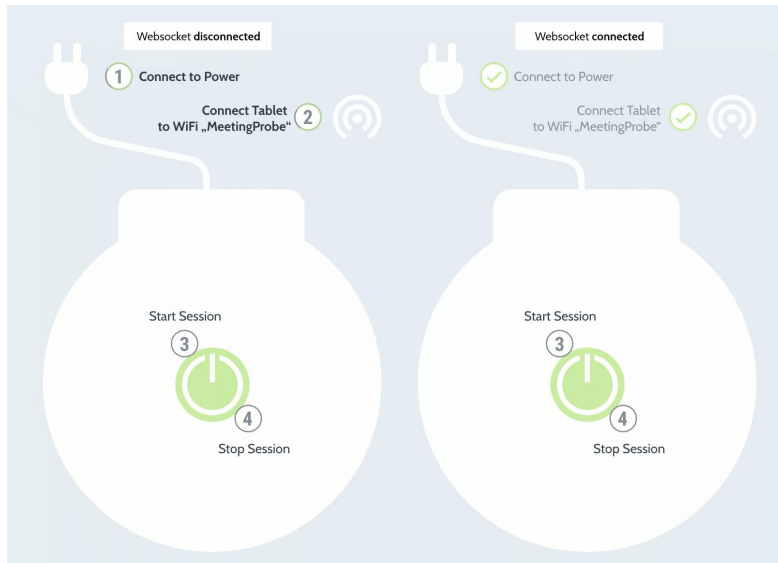 Websocket disconnected
1 Connect to Power
Connect Tablet 2
to WiFi „MeetingProbe“
Start Session
3
4
Stop Session
Websocket connected
Connect to Power
Connect Tablet
to WiFi „MeetingProbe“
Start Session
3
4
Stop Session